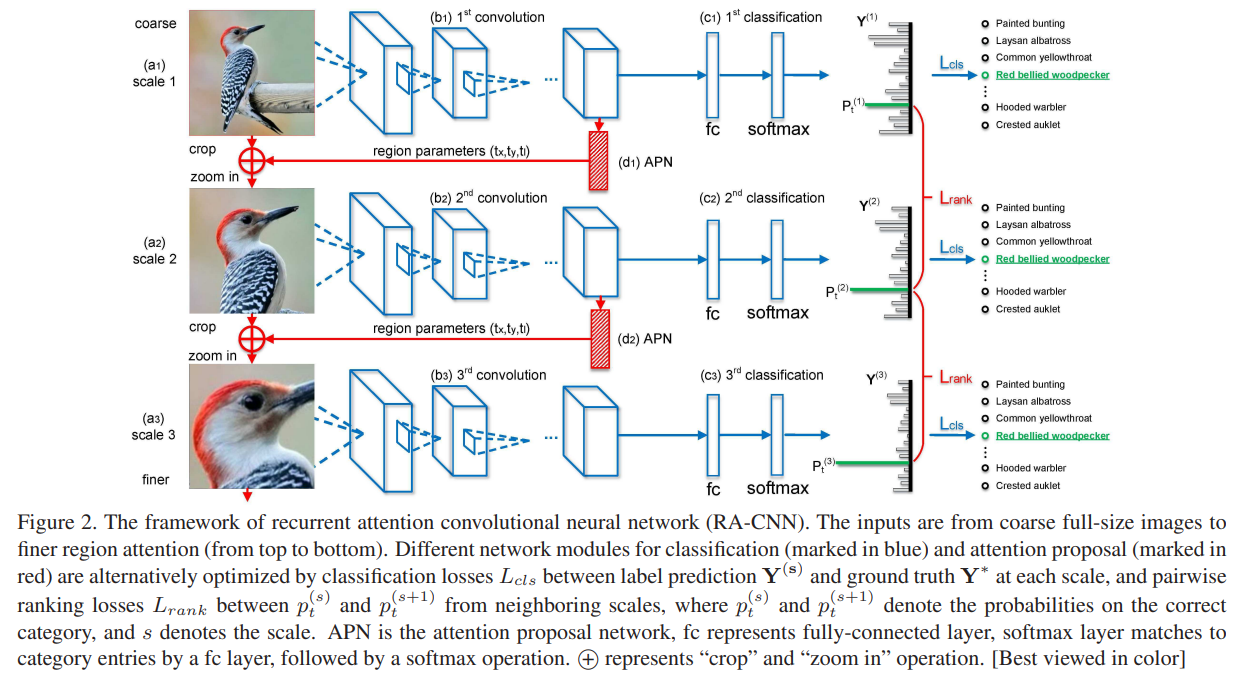 coarse
(b1) 1st convolution
(c1) 1st classification
Y(1)
Painted bunting
Laysan albatross
(a1)
scale 1
Common yellowthroat
Lcls
Red bellied woodpecker
...
⋮
Pt(1)
Hooded warbler
fc
softmax
Crested auklet
crop
region parameters (tx,ty,tl)
(d1) APN
zoom in
Lrank
(b2) 2nd convolution
(c2) 2nd classification
Y(2)
Painted bunting
Laysan albatross
(a2)
scale 2
Common yellowthroat
Lcls
Red bellied woodpecker
...
⋮
Pt(2)
Hooded warbler
fc
softmax
Crested auklet
crop
region parameters (tx,ty,tl)
(d2) APN
zoom in
Lrank
(b3) 3rd convolution
(c3) 3rd classification
Y(3)
Painted bunting
Laysan albatross
(a3)
scale 3
Common yellowthroat
Lcls
Red bellied woodpecker
...
⋮
Pt(3)
Hooded warbler
finer
fc
softmax
Crested auklet
Figure 2. The framework of recurrent attention convolutional neural network (RA-CNN). The inputs are from coarse full-size images to
finer region attention (from top to bottom). Different network modules for classification (marked in blue) and attention proposal (marked in
red) are alternatively optimized by classification losses Lcls between label prediction Y(s) and ground truth Y* at each scale, and pairwise
ranking losses Lrank between pt(s) and pt(s+1) from neighboring scales, where pt(s) and pt(s+1) denote the probabilities on the correct
category, and s denotes the scale. APN is the attention proposal network, fc represents fully-connected layer, softmax layer matches to
category entries by a fc layer, followed by a softmax operation. ⊕ represents “crop” and “zoom in” operation. [Best viewed in color]